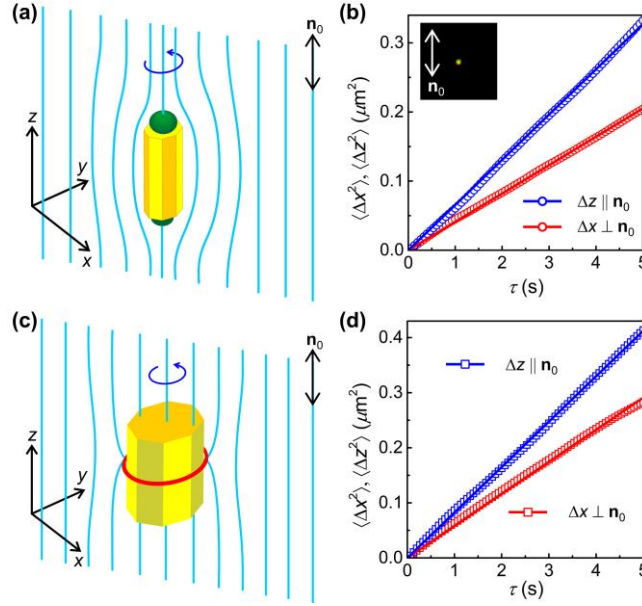 (a)
n₀
z
y
x
(b)
n₀
⟨Δx²⟩, ⟨Δz²⟩ (μm²)
0.3
0.2
0.1
0.0
Δz ∥ n₀
Δx ⊥ n₀
0 1 2 3 4 5
τ (s)
(c)
n₀
z
y
x
(d)
⟨Δx²⟩, ⟨Δz²⟩ (μm²)
0.4
0.3
0.2
0.1
0.0
Δz ∥ n₀
Δx ⊥ n₀
0 1 2 3 4 5
τ (s)